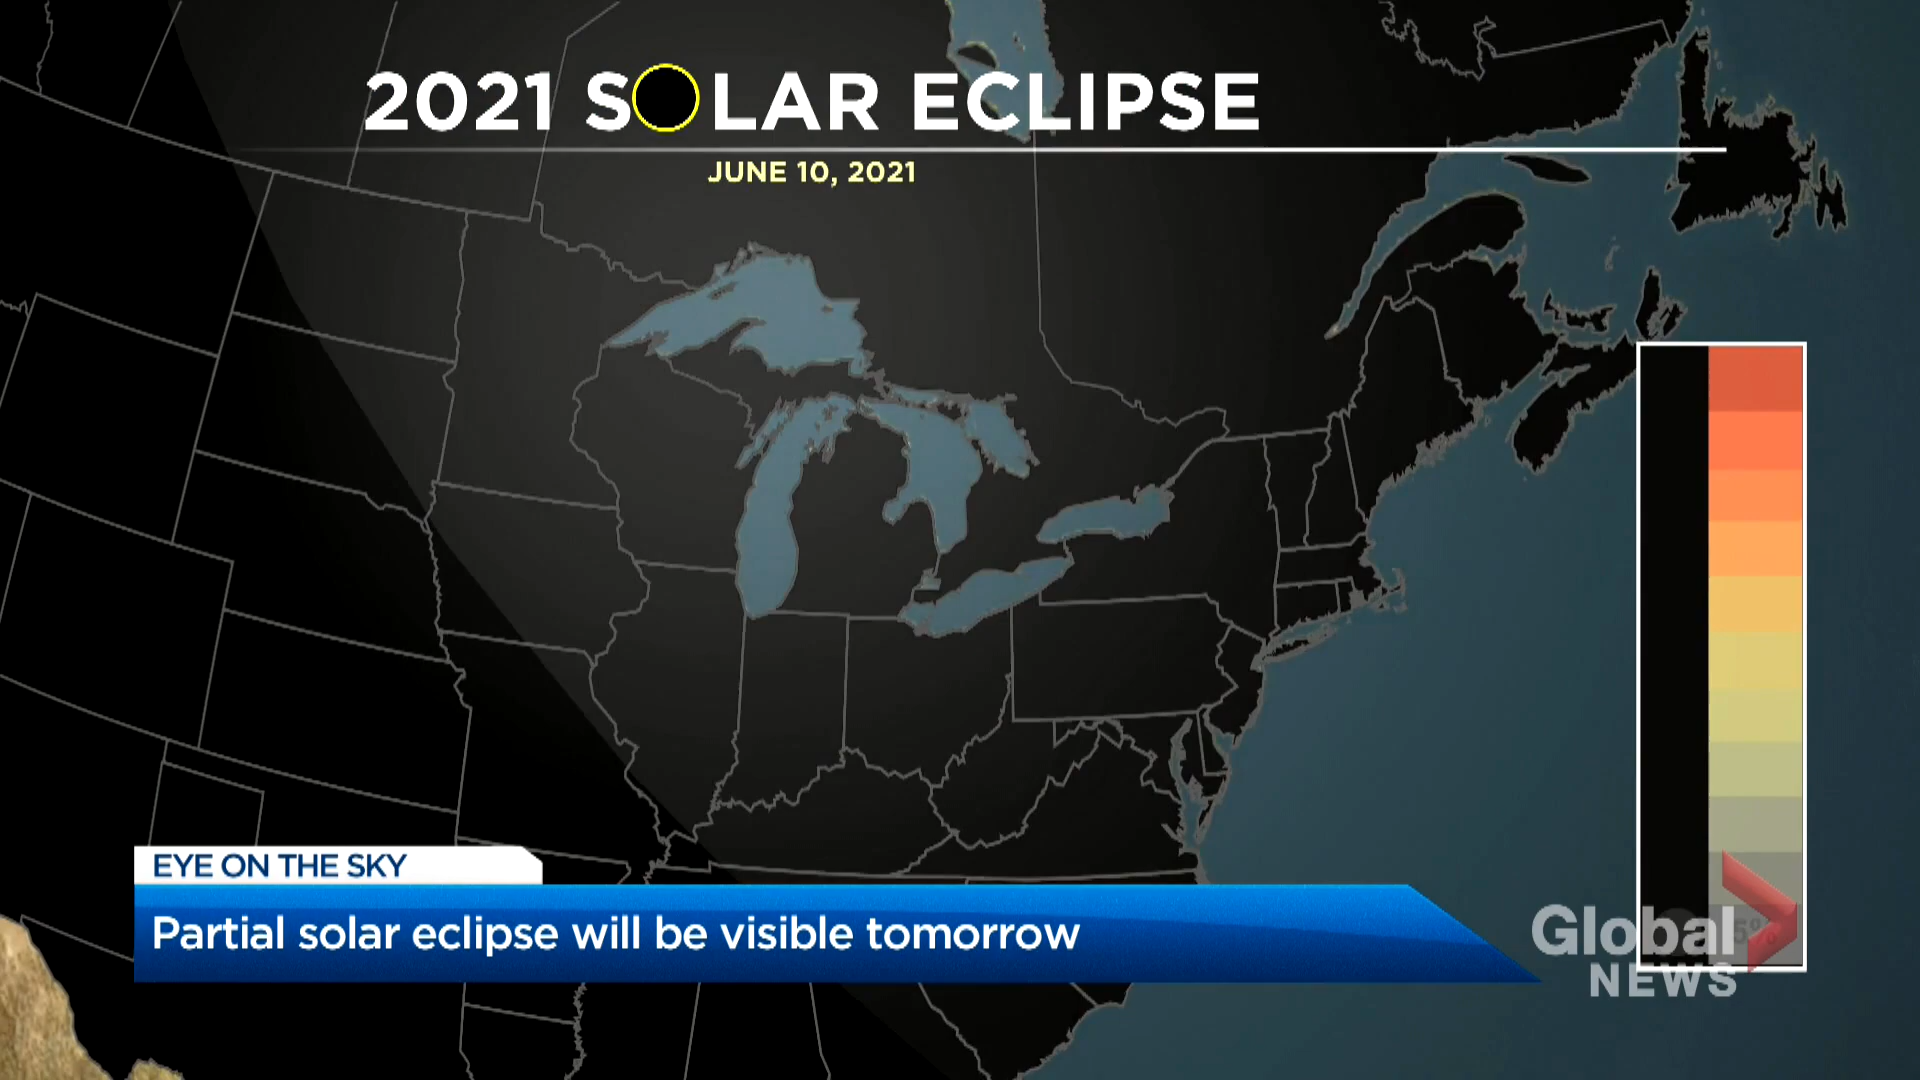 2021 SOLAR ECLIPSE
JUNE 10, 2021
EYE ON THE SKY
Partial solar eclipse will be visible tomorrow
Global
NEWS